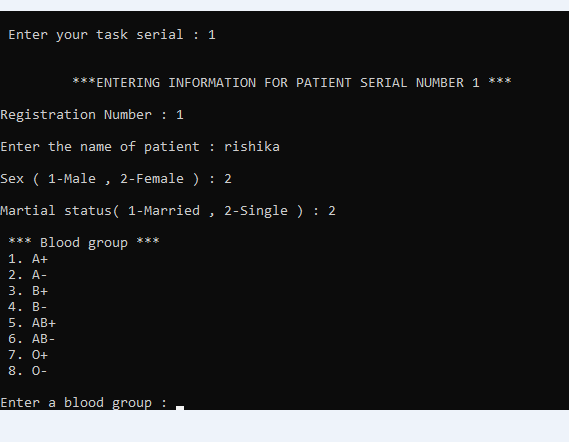 Enter your task serial : 1
***ENTERING INFORMATION FOR PATIENT SERIAL NUMBER 1 ***
Registration Number : 1
Enter the name of patient : rishika
Sex ( 1-Male , 2-Female ) : 2
Martial status( 1-Married , 2-Single ) : 2
*** Blood group ***
1. A+
2. A-
3. B+
4. B-
5. AB+
6. AB-
7. O+
8. O-
Enter a blood group :